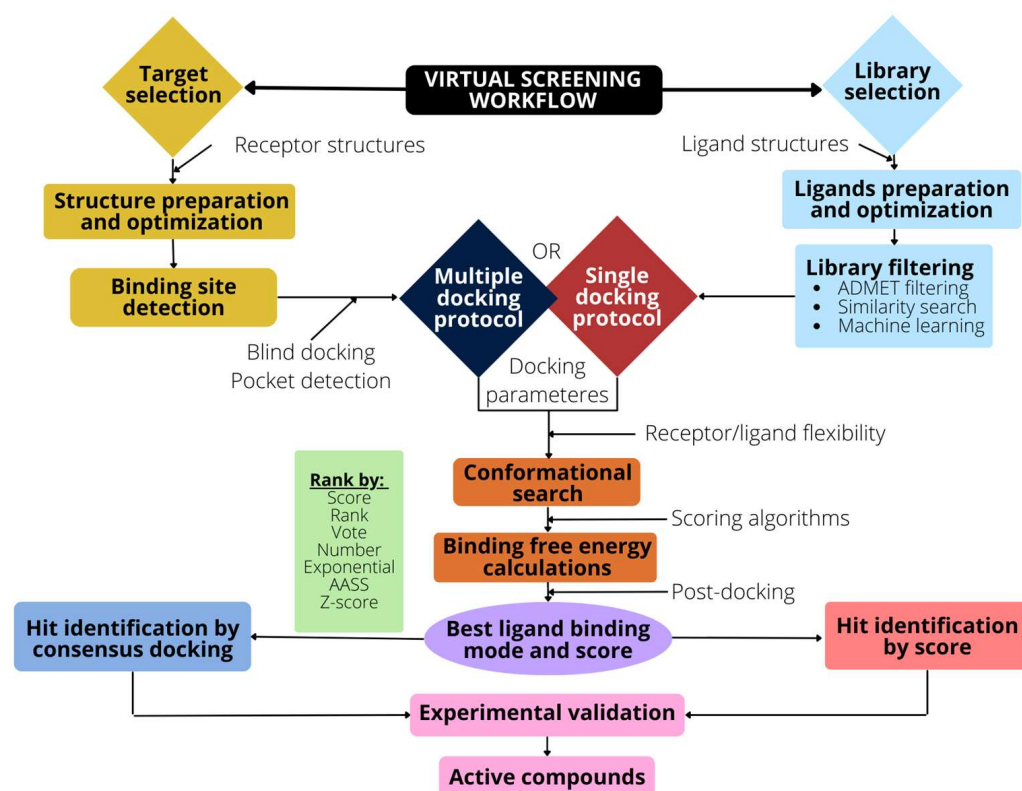 VIRTUAL SCREENING
WORKFLOW
Target
selection
Library
selection
Receptor structures
Ligand structures
Structure preparation
and optimization
Ligands preparation
and optimization
Binding site
detection
Multiple
docking
protocol
OR
Single
docking
protocol
Library filtering
• ADMET filtering
• Similarity search
• Machine learning
Blind docking
Pocket detection
Docking
parameteres
Receptor/ligand flexibility
Conformational
search
Rank by:
Score
Rank
Vote
Number
Exponential
AASS
Z-score
Scoring algorithms
Binding free energy
calculations
Post-docking
Hit identification by
consensus docking
Best ligand binding
mode and score
Hit identification
by score
Experimental validation
Active compounds